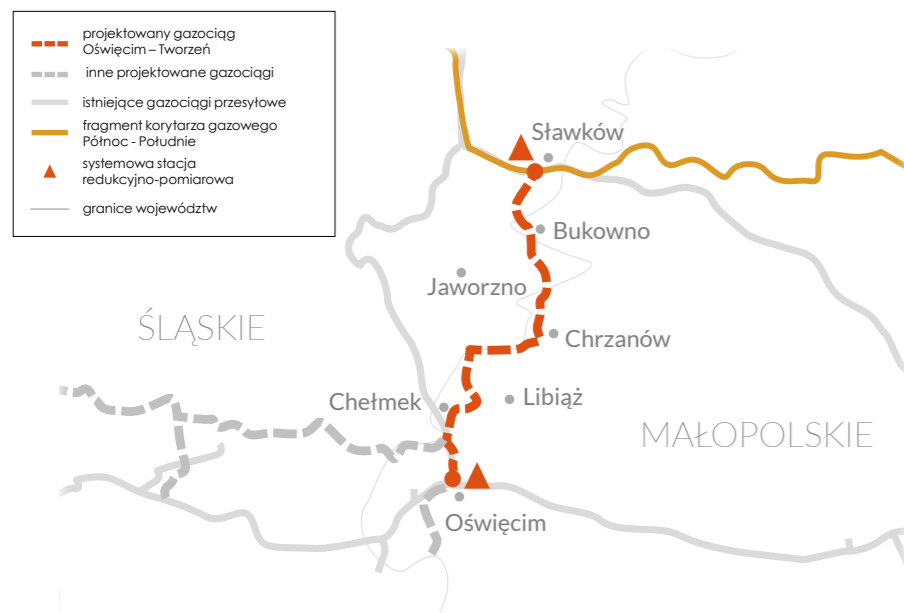 projektowany gazociąg
Oświęcim – Tworzeń
inne projektowane gazociągi
istniejące gazociągi przesyłowe
fragment korytarza gazowego
Północ - Południe
systemowa stacja
redukcyjno-pomiarowa
granice województw
Sławków
Bukowno
Jaworzno
ŚLĄSKIE
Chrzanów
Chełmek
Libiąż
MAŁOPOLSKIE
Oświęcim